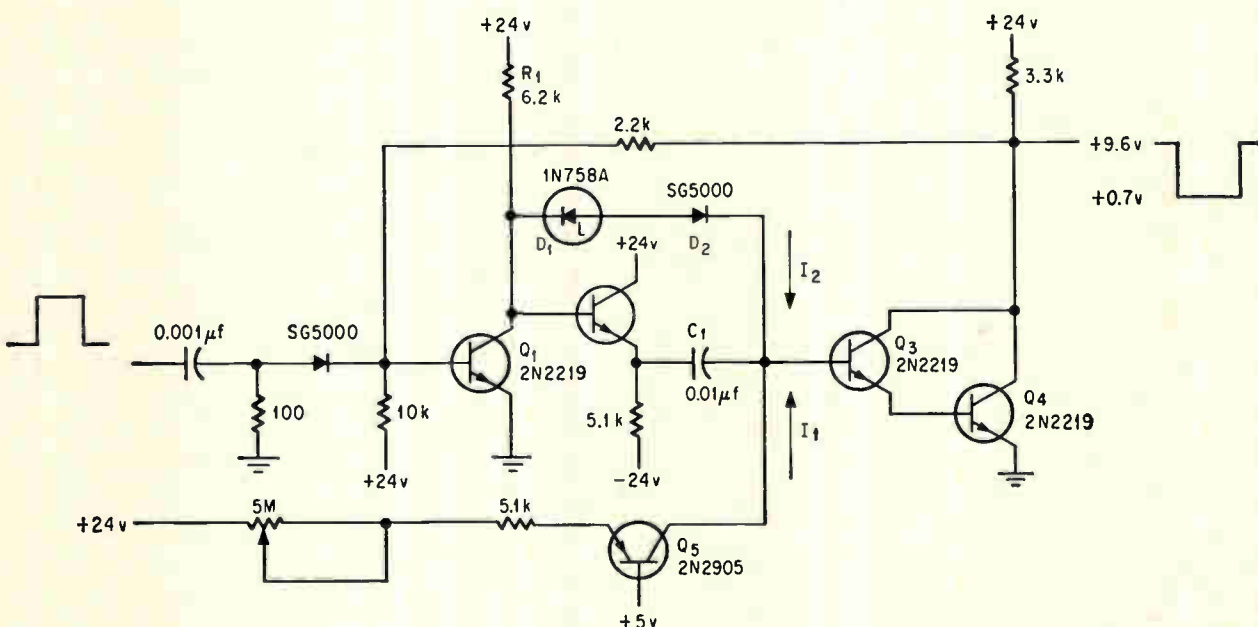 +24v
+24v
R1
6.2k
3.3k
2.2k
+9.6v
1N758A
SG5000
+0.7v
L
D1
D2
+24v
I2
0.001μf
SG5000
C1
Q1
2N2219
Q3
2N2219
0.01μf
100
10k
5.1k
I1
Q4
2N2219
+24v
-24v
+24v
5M
5.1k
Q5
2N2905
+5v